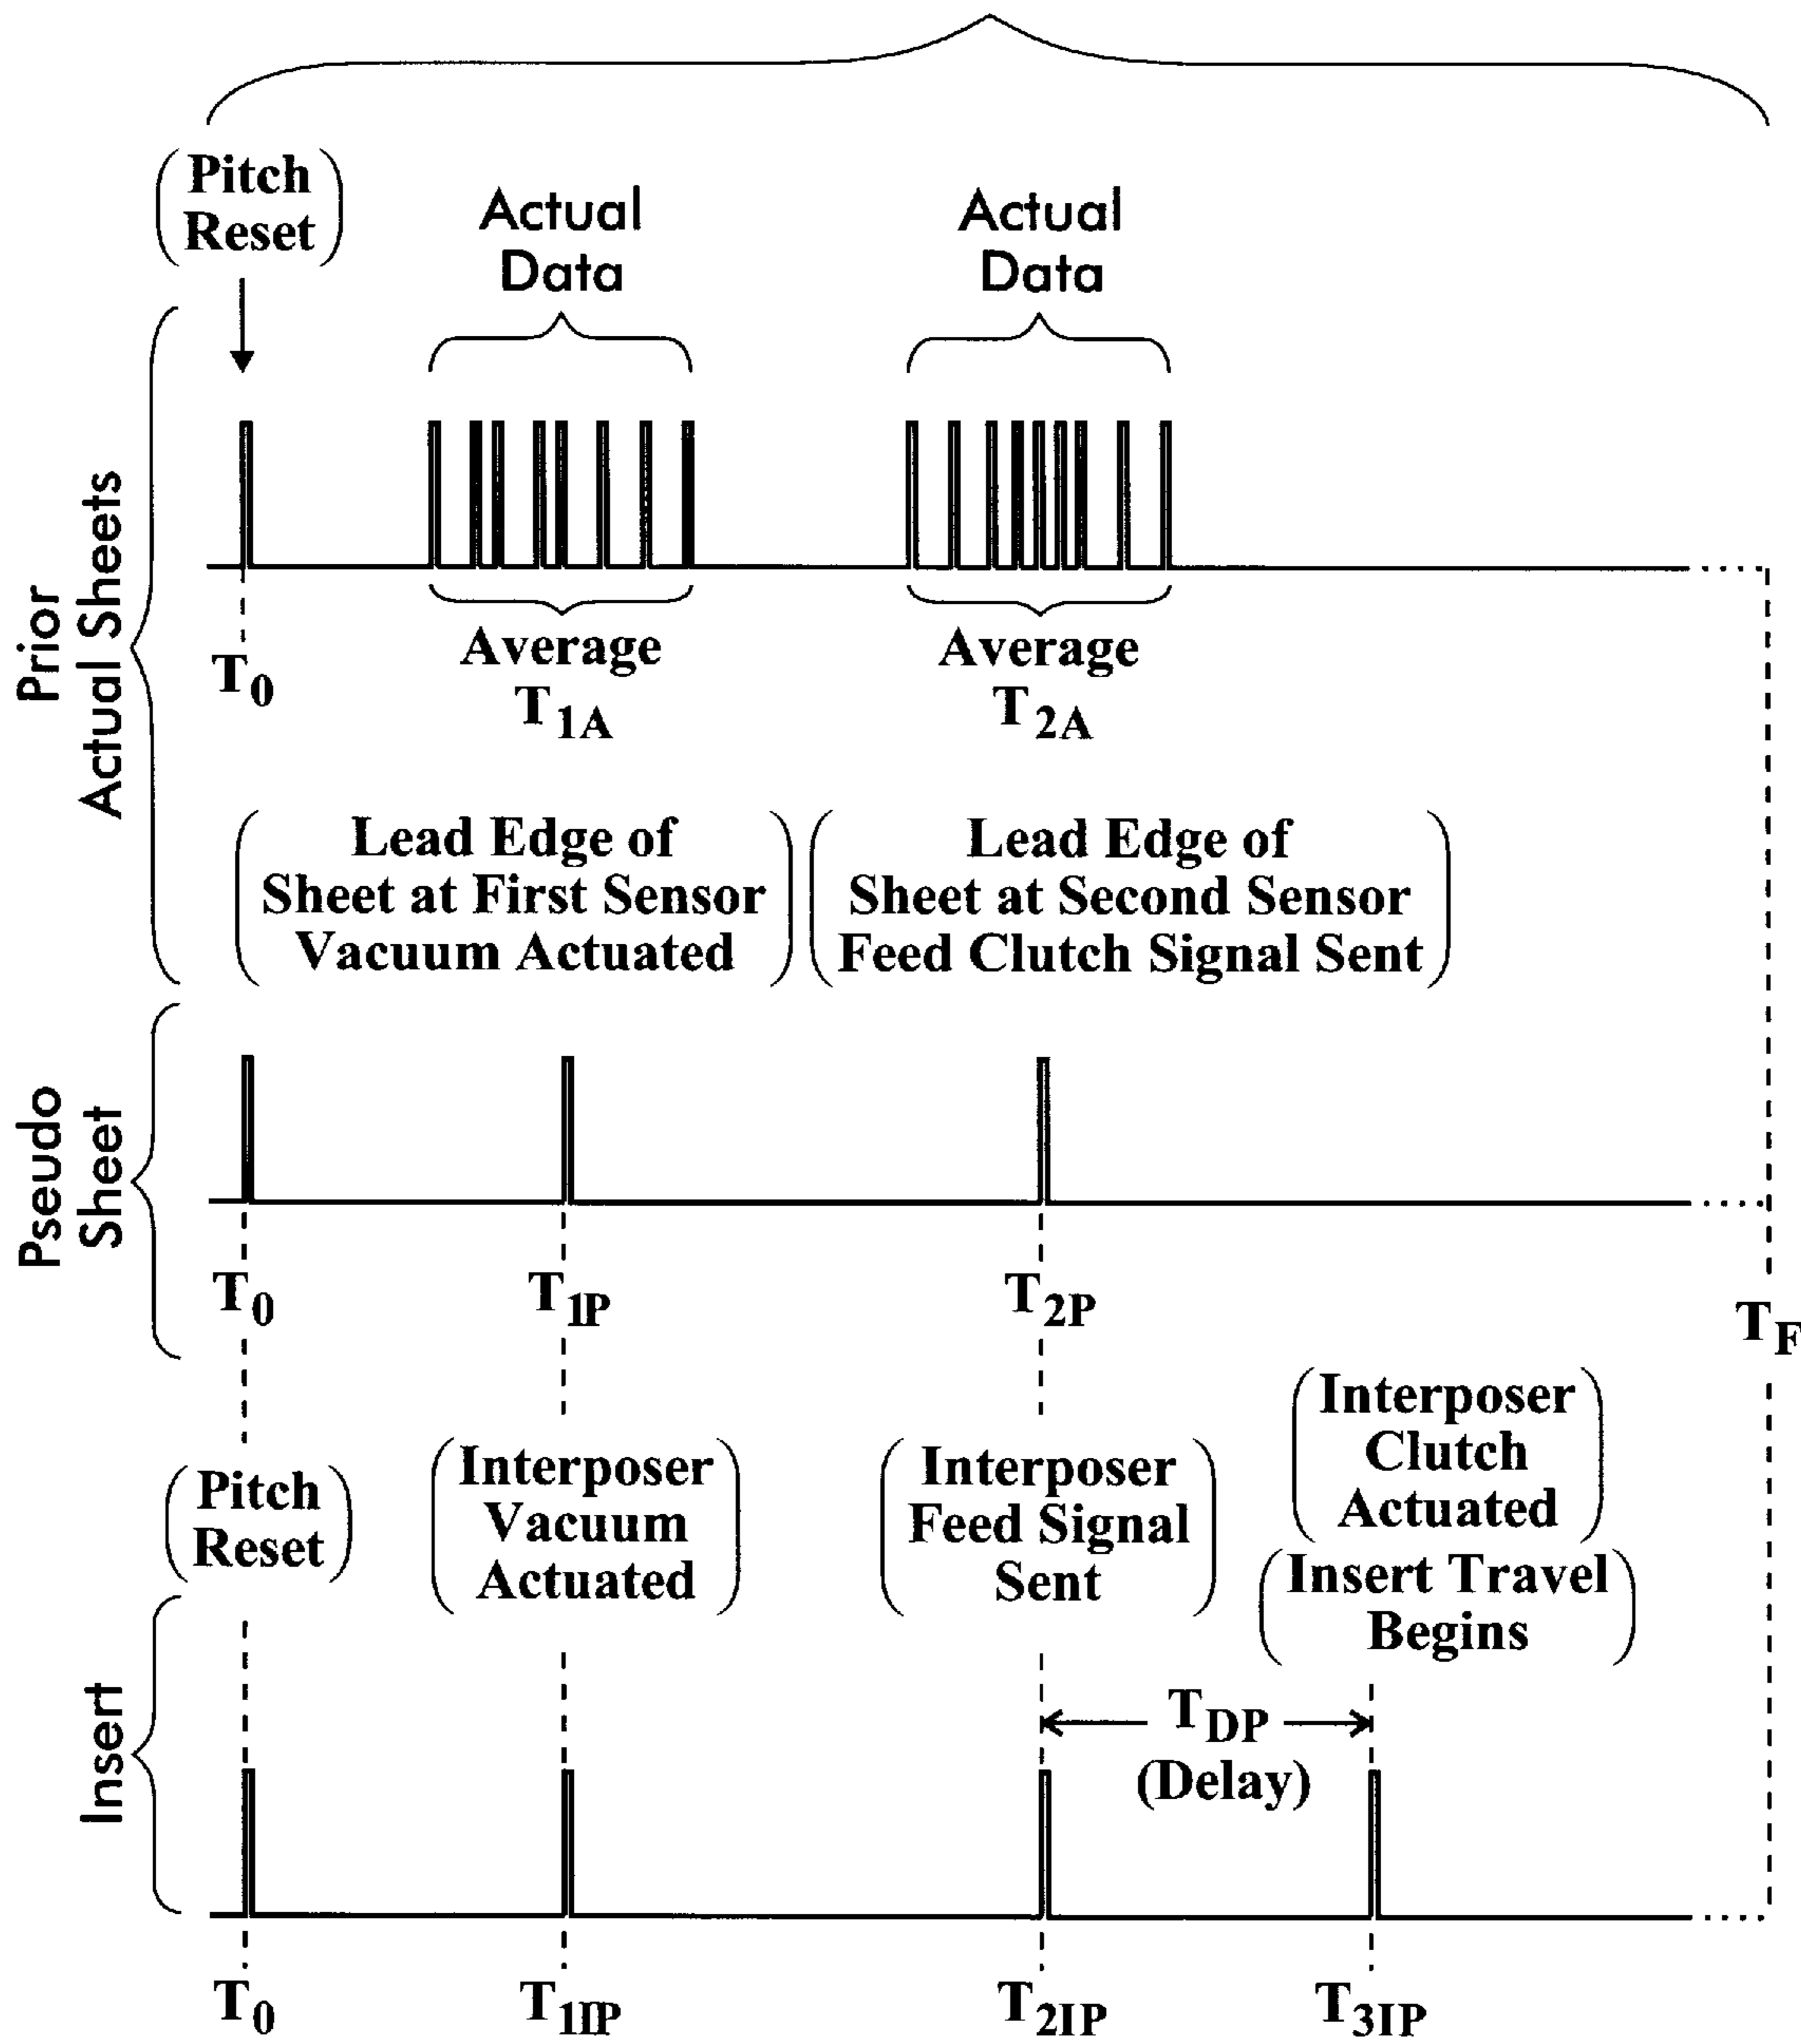 (Pitch
Reset)
Actual
Data
Actual
Data
Prior
Actual Sheets
T0
Average
T1A
Average
T2A
(Lead Edge of
Sheet at First Sensor
Vacuum Actuated)
(Lead Edge of
Sheet at Second Sensor
Feed Clutch Signal Sent)
Pseudo
Sheet
T0
T1P
T2P
TF
(Pitch
Reset)
(Interposer
Vacuum
Actuated)
(Interposer
Feed Signal
Sent)
(Interposer
Clutch
Actuated)
(Insert Travel
Begins)
Insert
TDP
(Delay)
T0
T1IP
T2IP
T3IP